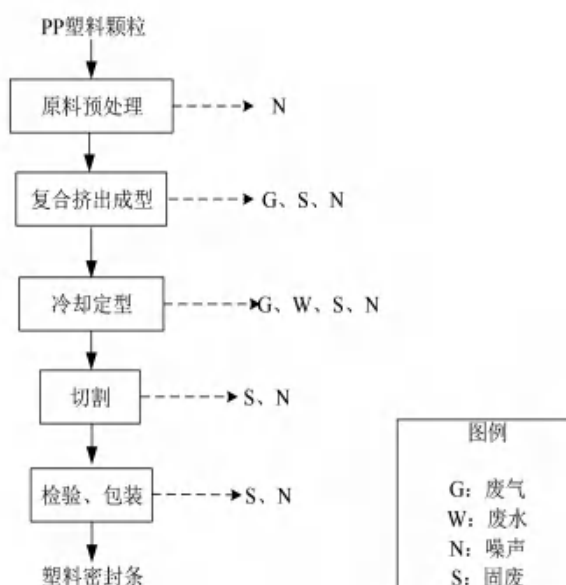 PP塑料颗粒
原料预处理
N
复合挤出成型
G、S、N
冷却定型
G、W、S、N
切割
S、N
检验、包装
S、N
塑料密封条
图例
G：废气
W：废水
N：噪声
S：固废